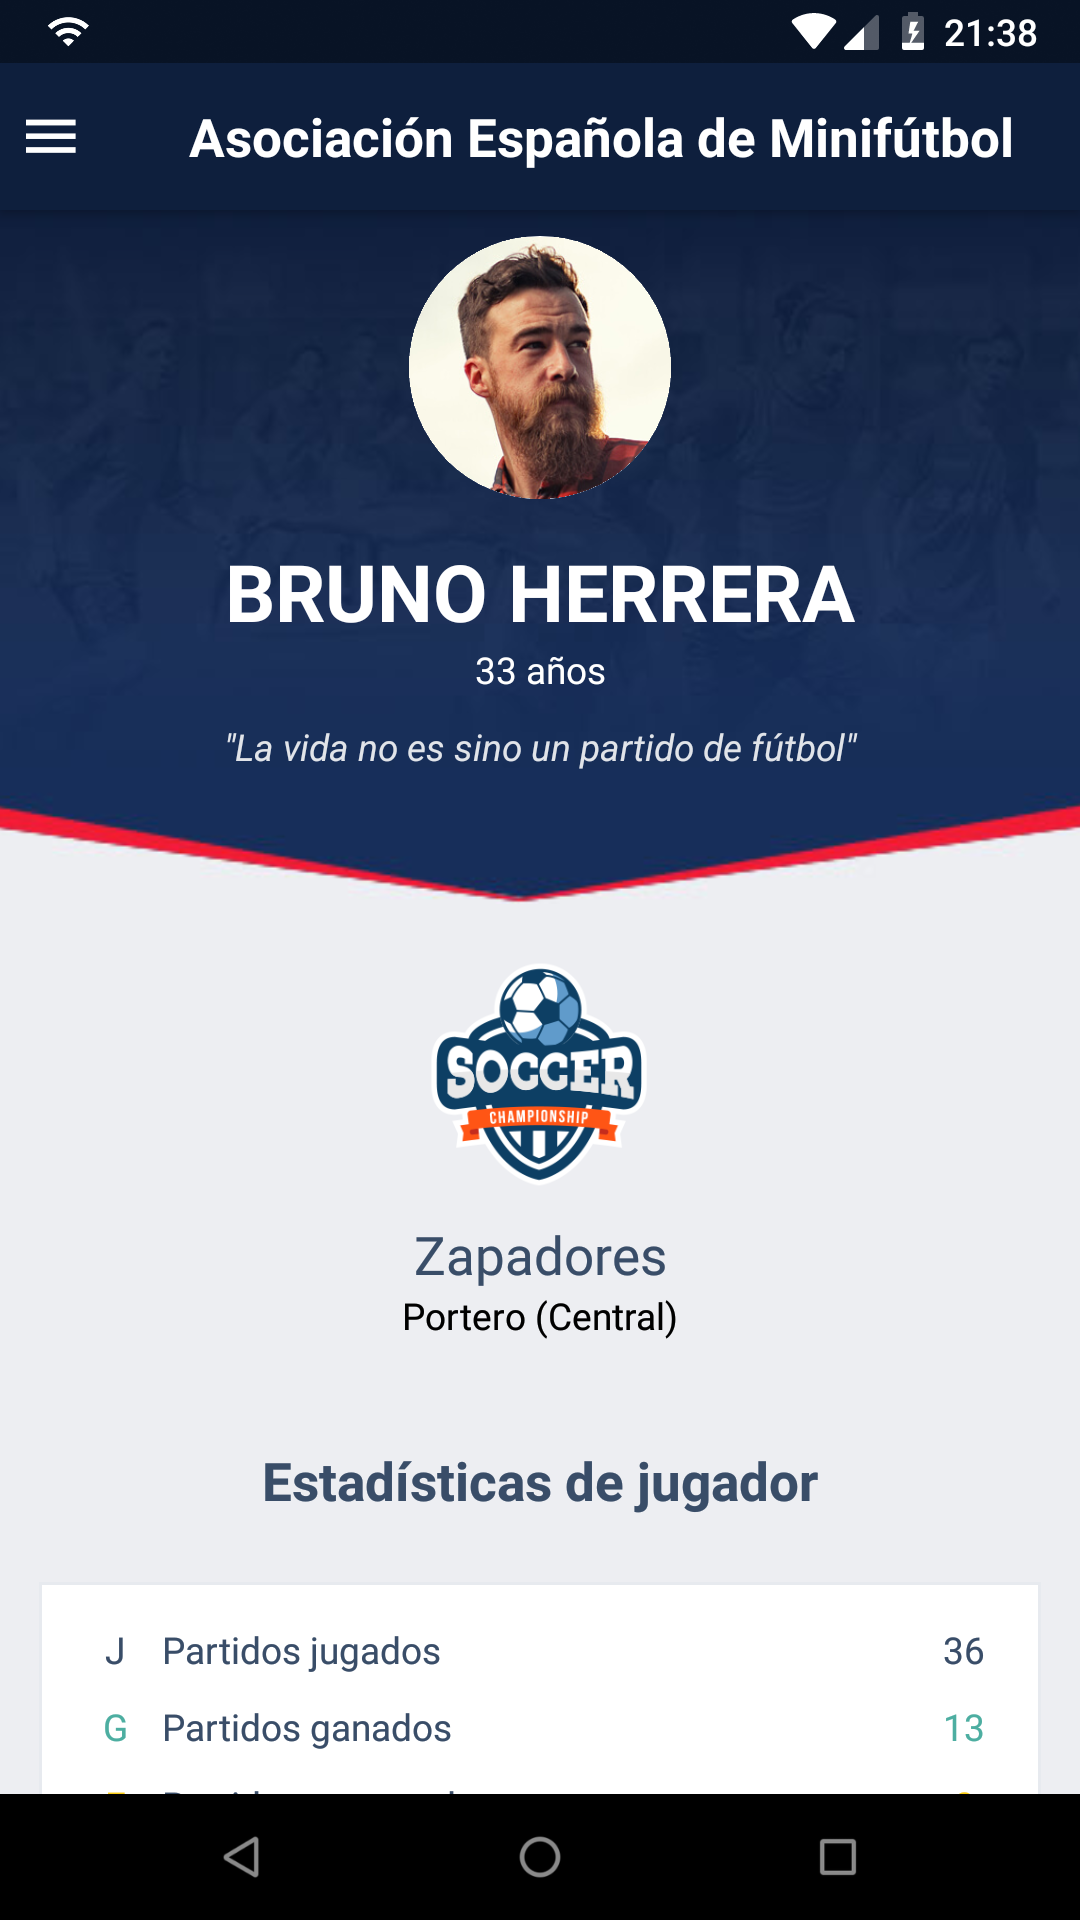 21:38
Asociación Española de Minifútbol
BRUNO HERRERA
33 años
"La vida no es sino un partido de fútbol"
SOCCER
CHAMPIONSHIP
Zapadores
Portero (Central)
Estadísticas de jugador
J Partidos jugados 36
G Partidos ganados 13